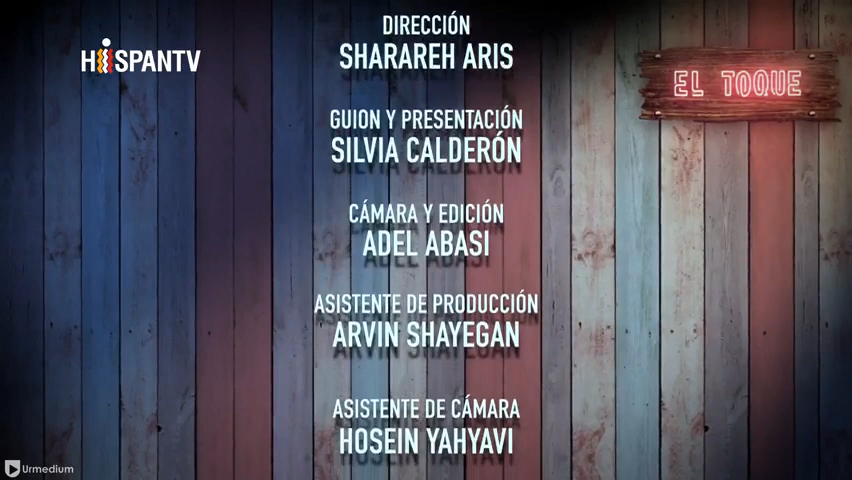 DIRECCIÓN
SHARAREH ARIS
HISPANTV
EL TOQUE
GUION Y PRESENTACIÓN
SILVIA CALDERÓN
CÁMARA Y EDICIÓN
ADEL ABASI
ASISTENTE DE PRODUCCIÓN
ARVIN SHAYEGAN
ASISTENTE DE CÁMARA
HOSEIN YAHYAVI
Urmedium